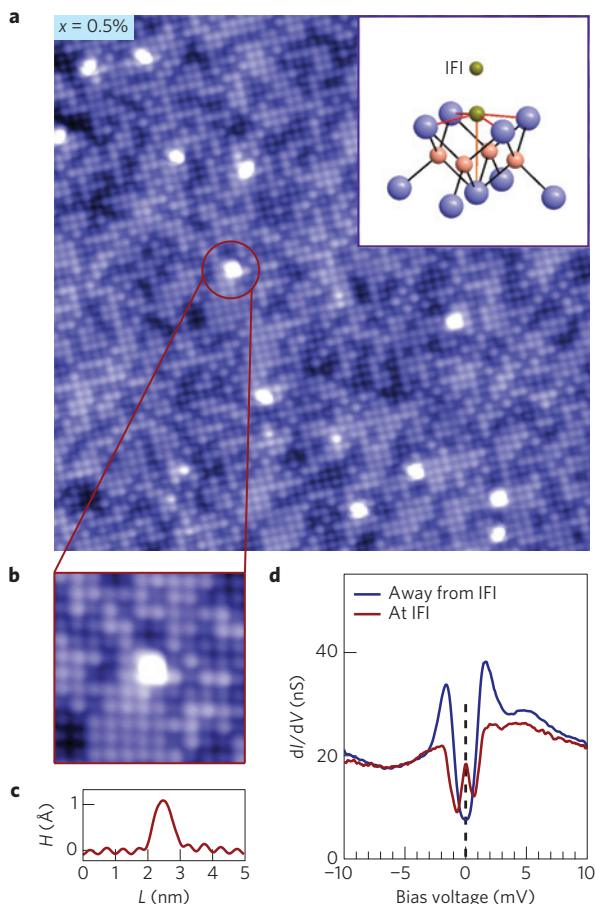 a
x = 0.5%
IFI
b
d
Away from IFI
At IFI
40
20
0
dI/dV (nS)
−10
−5
0
5
10
Bias voltage (mV)
c
1
0
H (Å)
0
1
2
3
4
5
L (nm)